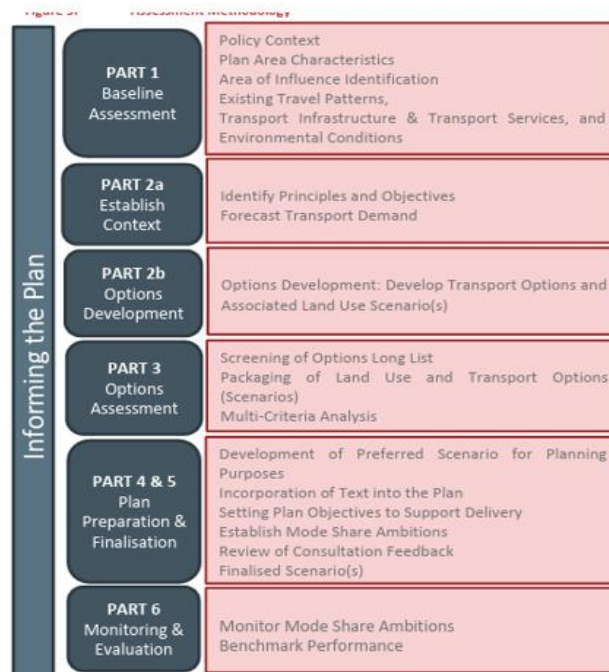 Assessment Methodology
Informing the Plan
PART 1
Baseline
Assessment
Policy Context
Plan Area Characteristics
Area of Influence Identification
Existing Travel Patterns,
Transport Infrastructure & Transport Services, and
Environmental Conditions
PART 2a
Establish
Context
Identify Principles and Objectives
Forecast Transport Demand
PART 2b
Options
Development
Options Development: Develop Transport Options and
Associated Land Use Scenario(s)
PART 3
Options
Assessment
Screening of Options Long List
Packaging of Land Use and Transport Options
(Scenarios)
Multi-Criteria Analysis
PART 4 & 5
Plan
Preparation &
Finalisation
Development of Preferred Scenario for Planning
Purposes
Incorporation of Text into the Plan
Setting Plan Objectives to Support Delivery
Establish Mode Share Ambitions
Review of Consultation Feedback
Finalised Scenario(s)
PART 6
Monitoring &
Evaluation
Monitor Mode Share Ambitions
Benchmark Performance